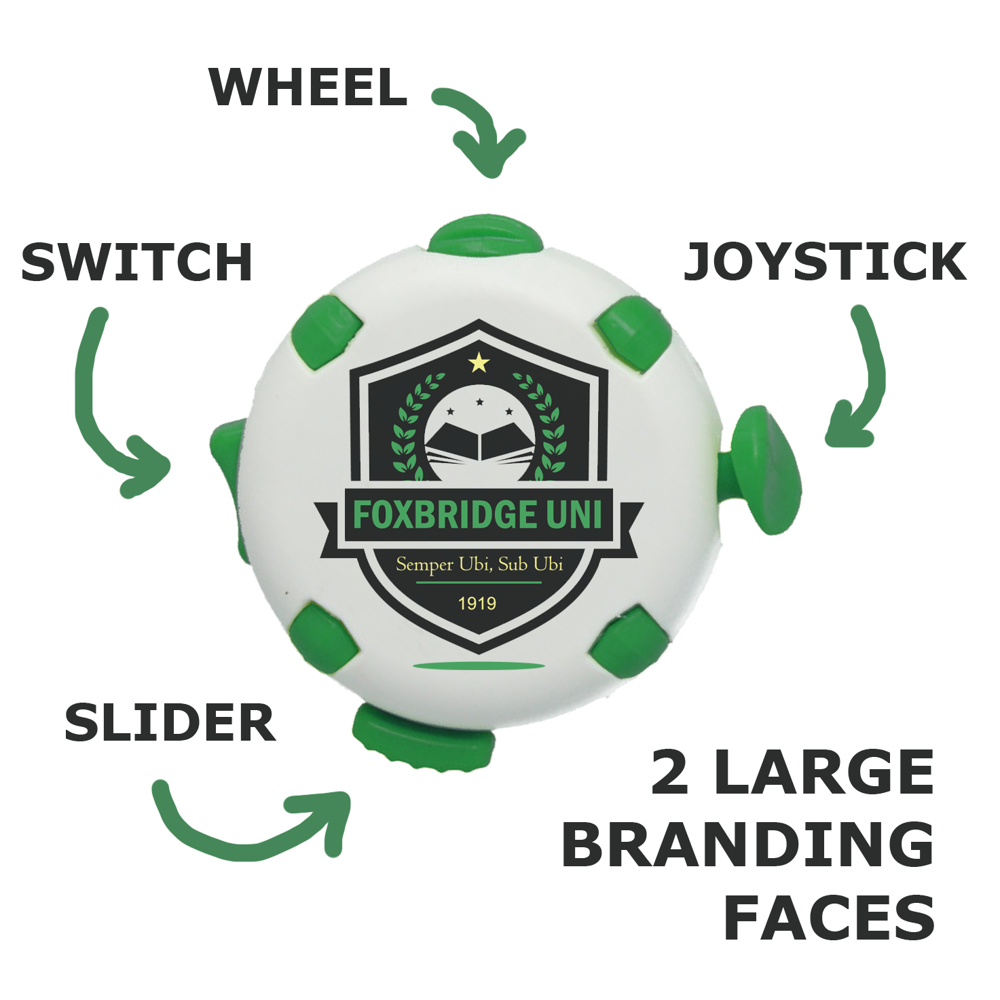 WHEEL
SWITCH
JOYSTICK
FOXBRIDGE UNI
Semper Ubi, Sub Ubi
1919
SLIDER
2 LARGE
BRANDING
FACES